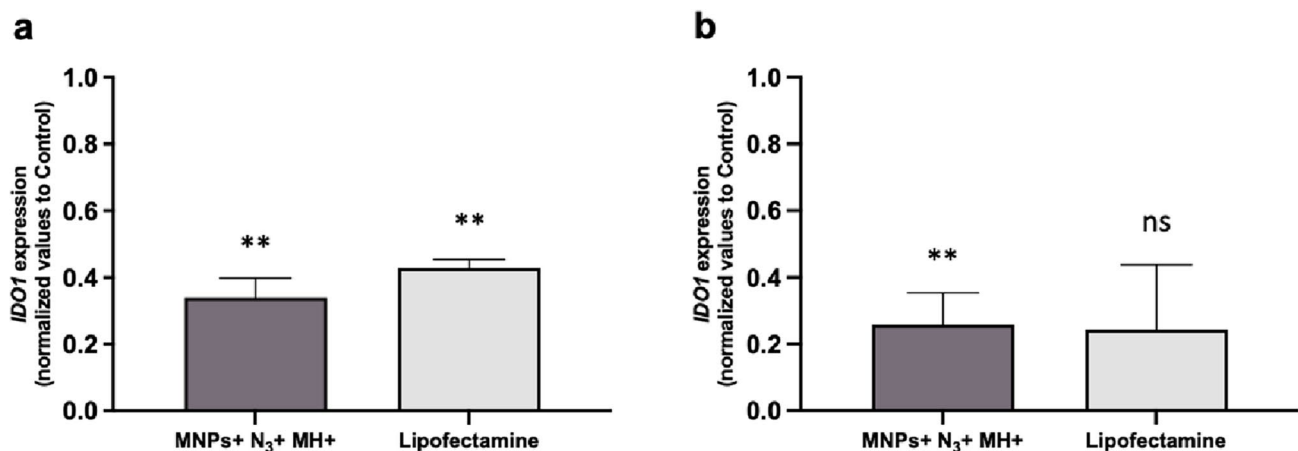 a
IDO1 expression
(normalized values to Control)
1.0
0.8
0.6
0.4
0.2
0.0
**
**
MNPs+ N₃+ MH+
Lipofectamine
b
IDO1 expression
(normalized values to Control)
1.0
0.8
0.6
0.4
0.2
0.0
**
ns
MNPs+ N₃+ MH+
Lipofectamine